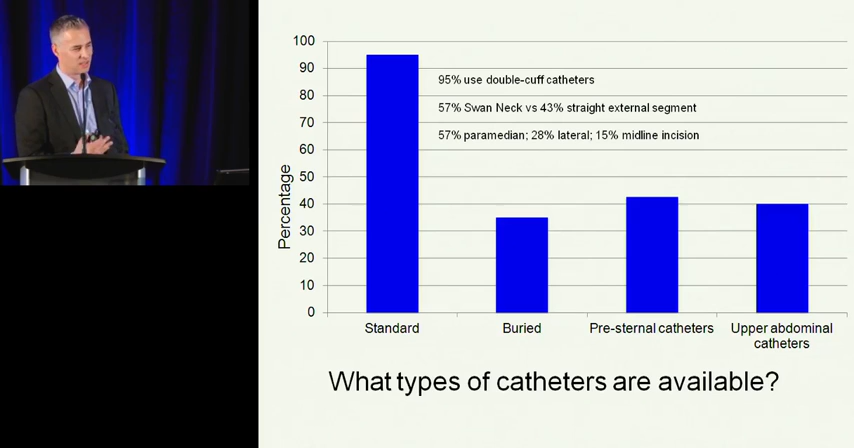 100
90
80
70
60
50
40
30
20
10
0
Percentage
95% use double-cuff catheters
57% Swan Neck vs 43% straight external segment
57% paramedian; 28% lateral; 15% midline incision
Standard
Buried
Pre-sternal catheters
Upper abdominal
catheters
What types of catheters are available?